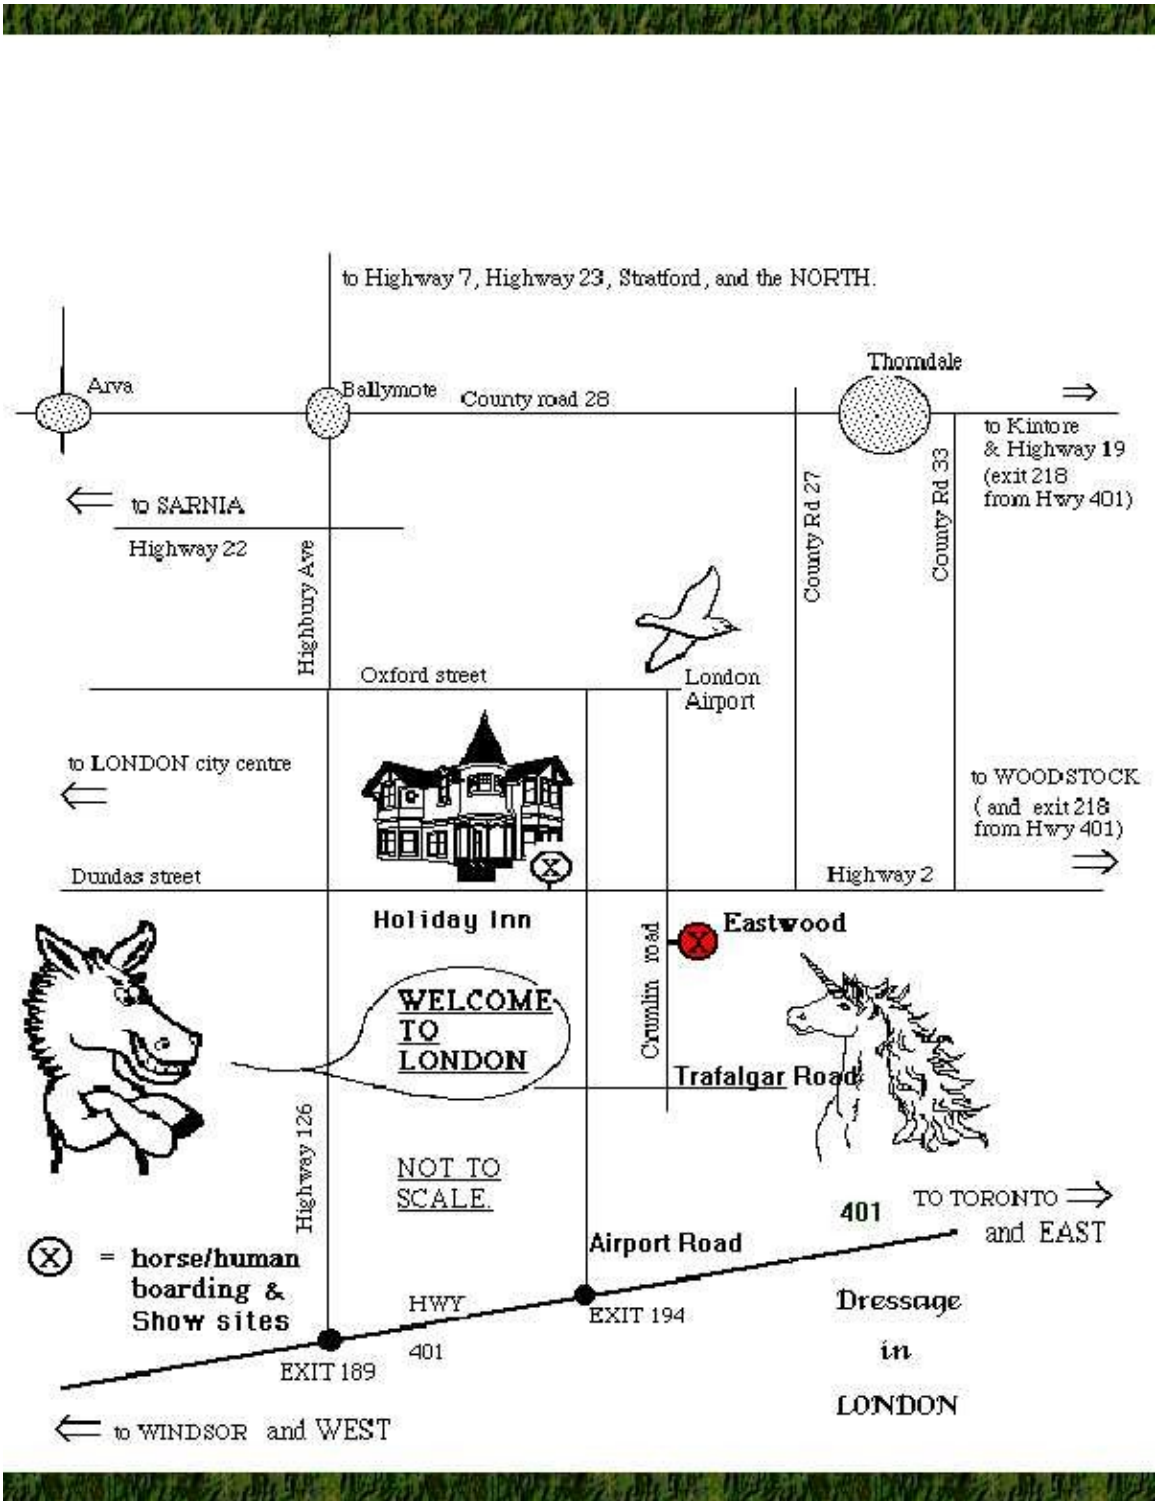 to Highway 7, Highway 23, Stratford, and the NORTH.
Thorndale
Arva
Ballymote
County road 28
to Kintore
& Highway 19
(exit 218
from Hwy 401)
County Rd 27
County Rd 33
to SARNIA
Highway 22
Highbury Ave
Oxford street
London
Airport
to LONDON city centre
to WOODSTOCK
( and exit 218
from Hwy 401)
Dundas street
X
Highway 2
Holiday Inn
Crumlin road
X
Eastwood
WELCOME
TO
LONDON
Trafalgar Road
Highway 126
NOT TO
SCALE.
401
TO TORONTO
and EAST
Airport Road
X = horse/human
boarding &
Show sites
HWY
401
EXIT 194
EXIT 189
Dressage
in
LONDON
to WINDSOR and WEST